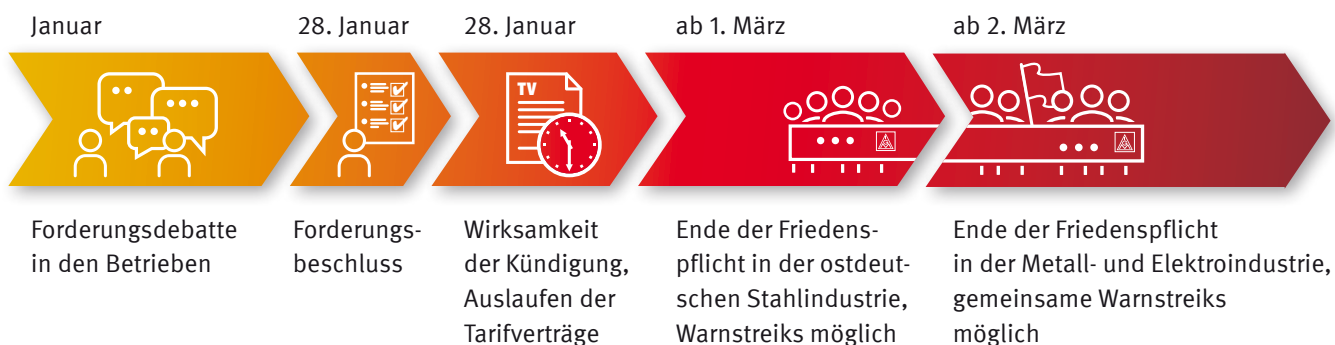 Januar
28. Januar
28. Januar
ab 1. März
ab 2. März
TV
Forderungsdebatte
in den Betrieben
Forderungs-
beschluss
Wirksamkeit
der Kündigung,
Auslaufen der
Tarifverträge
Ende der Friedens-
pflicht in der ostdeut-
schen Stahlindustrie,
Warnstreiks möglich
Ende der Friedenspflicht
in der Metall- und Elektroindustrie,
gemeinsame Warnstreiks
möglich